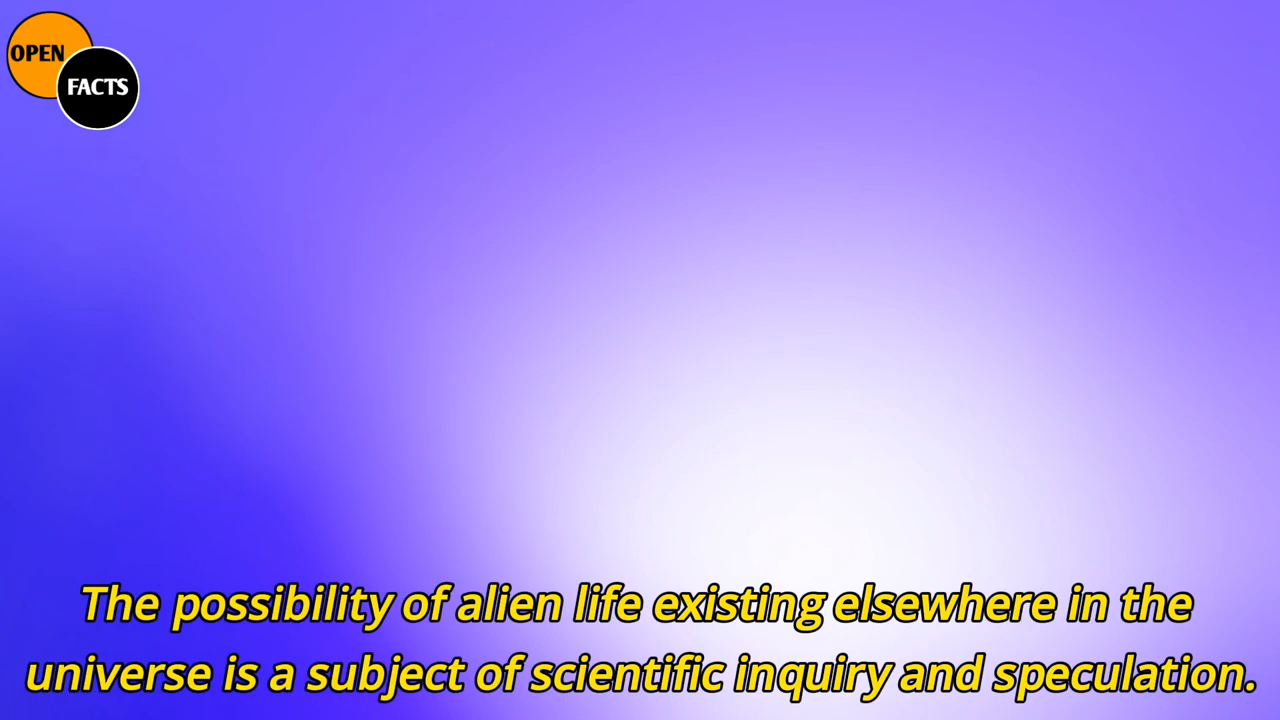 OPEN
FACTS
The possibility of alien life existing elsewhere in the
universe is a subject of scientific inquiry and speculation.